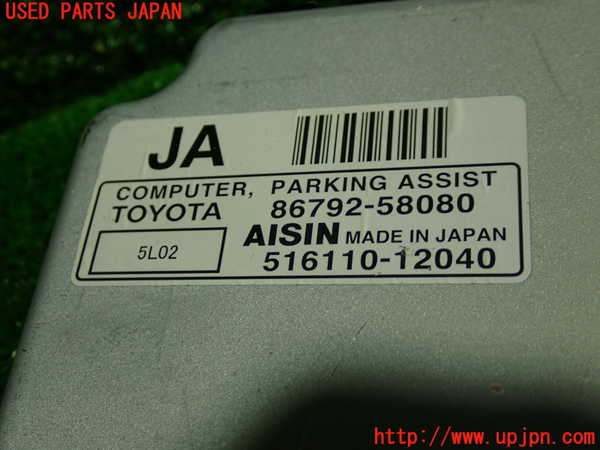 USED PARTS JAPAN
JA
COMPUTER, PARKING ASSIST
TOYOTA 86792-58080
5L02
AISIN MADE IN JAPAN
516110-12040
http://www.upjpn.com/